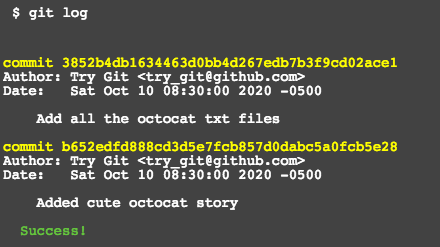 $ git log
commit 3852b4db1634463d0bb4d267edb7b3f9cd02ace1
Author: Try Git <try_git@github.com>
Date:   Sat Oct 10 08:30:00 2020 -0500
Add all the octocat txt files
commit b652edfd888cd3d5e7fcb857d0dabc5a0fcb5e28
Author: Try Git <try_git@github.com>
Date:   Sat Oct 10 08:30:00 2020 -0500
Added cute octocat story
Success!